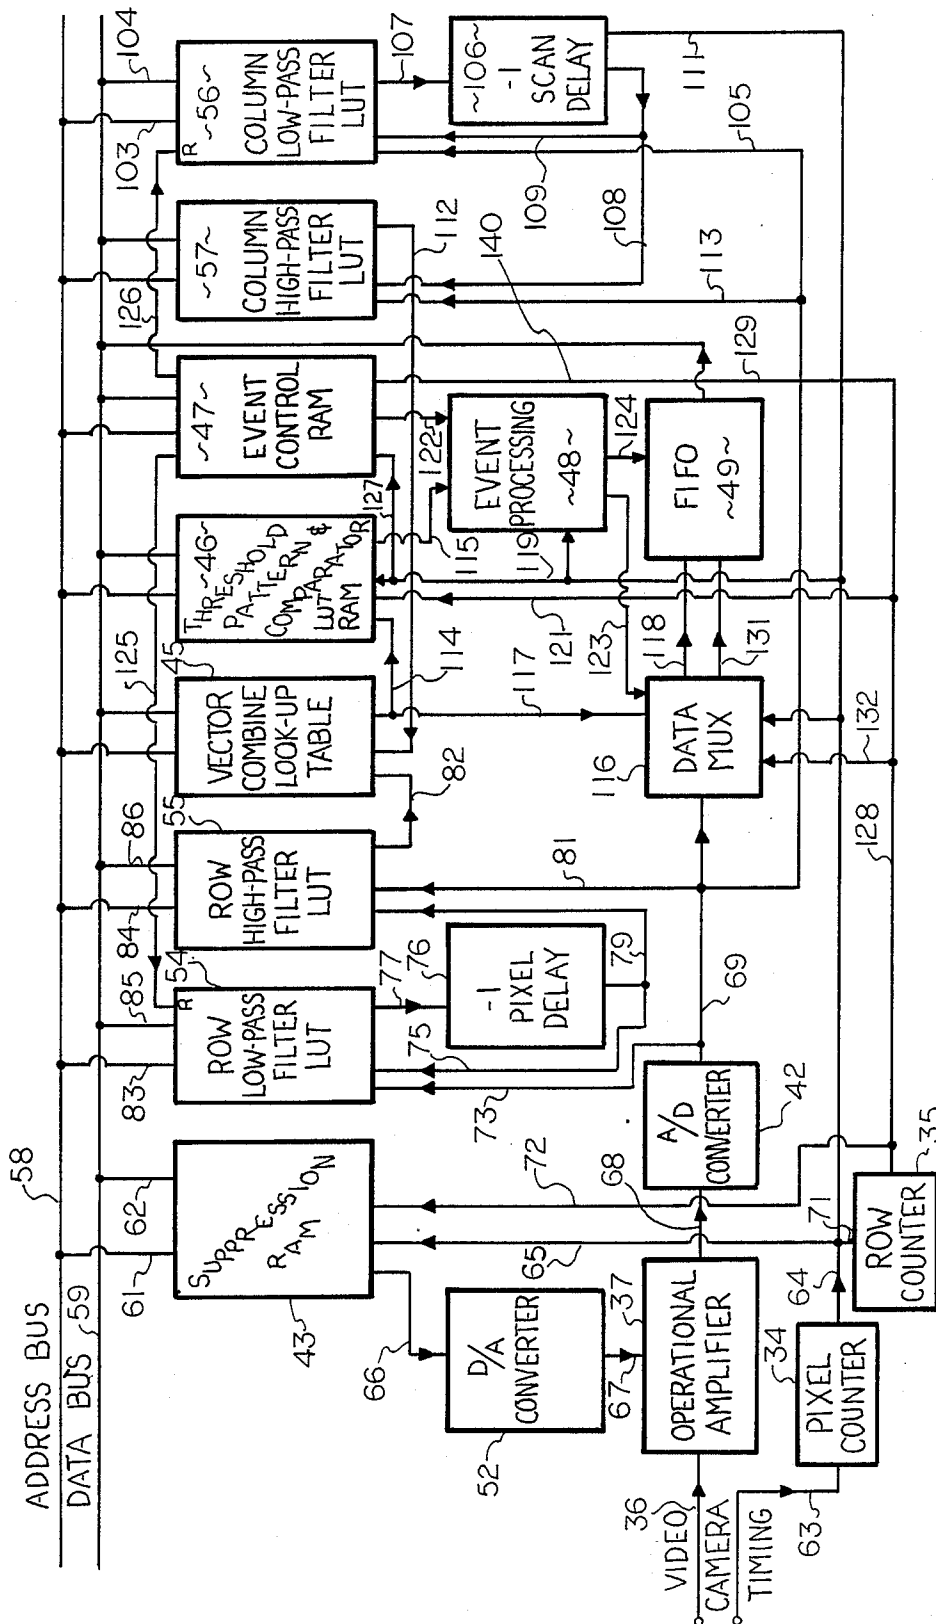 ADDRESS BUS
58
DATA BUS 59
61
62
SUPPRESSION
RAM
43
66
D/A
CONVERTER
52
67
37
OPERATIONAL
AMPLIFIER
VIDEO
36
CAMERA
TIMING
63
34
PIXEL
COUNTER
64
65
71
72
ROW
COUNTER
35
68
A/D
CONVERTER
42
69
83
85
84
86
125
54
R
ROW
LOW-PASS
FILTER
LUT
73
75
77
76
-1
PIXEL
DELAY
79
81
55
ROW
HIGH-PASS
FILTER
LUT
82
45
VECTOR
COMBINE
LOOK-UP
TABLE
114
117
116
DATA
MUX
128
132
~46~
THRESHOLD
PATTERN &
COMPARATOR
LUT
RAM
127
115
119
121
123
118
131
~47~
EVENT
CONTROL
RAM
122
EVENT
PROCESSING
~48~
124
FIFO
~49~
129
140
126
~57~
COLUMN
HIGH-PASS
FILTER
LUT
112
113
103
104
R
~56~
COLUMN
LOW-PASS
FILTER
LUT
107
~106~
-1
SCAN
DELAY
109
108
105
111